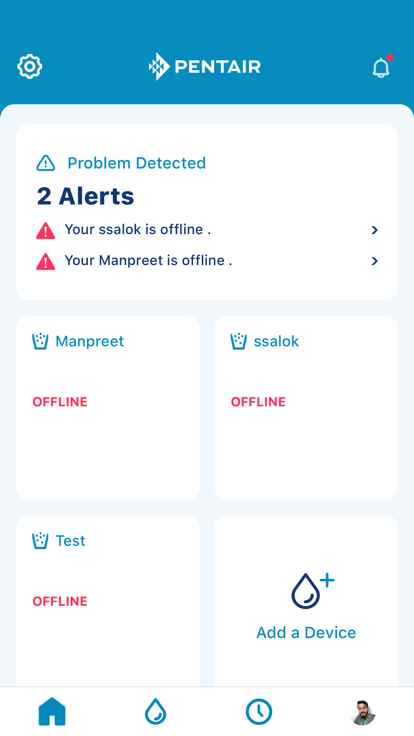 PENTAIR
Problem Detected
2 Alerts
Your ssalok is offline .
Your Manpreet is offline .
Manpreet
ssalok
OFFLINE
OFFLINE
Test
OFFLINE
Add a Device